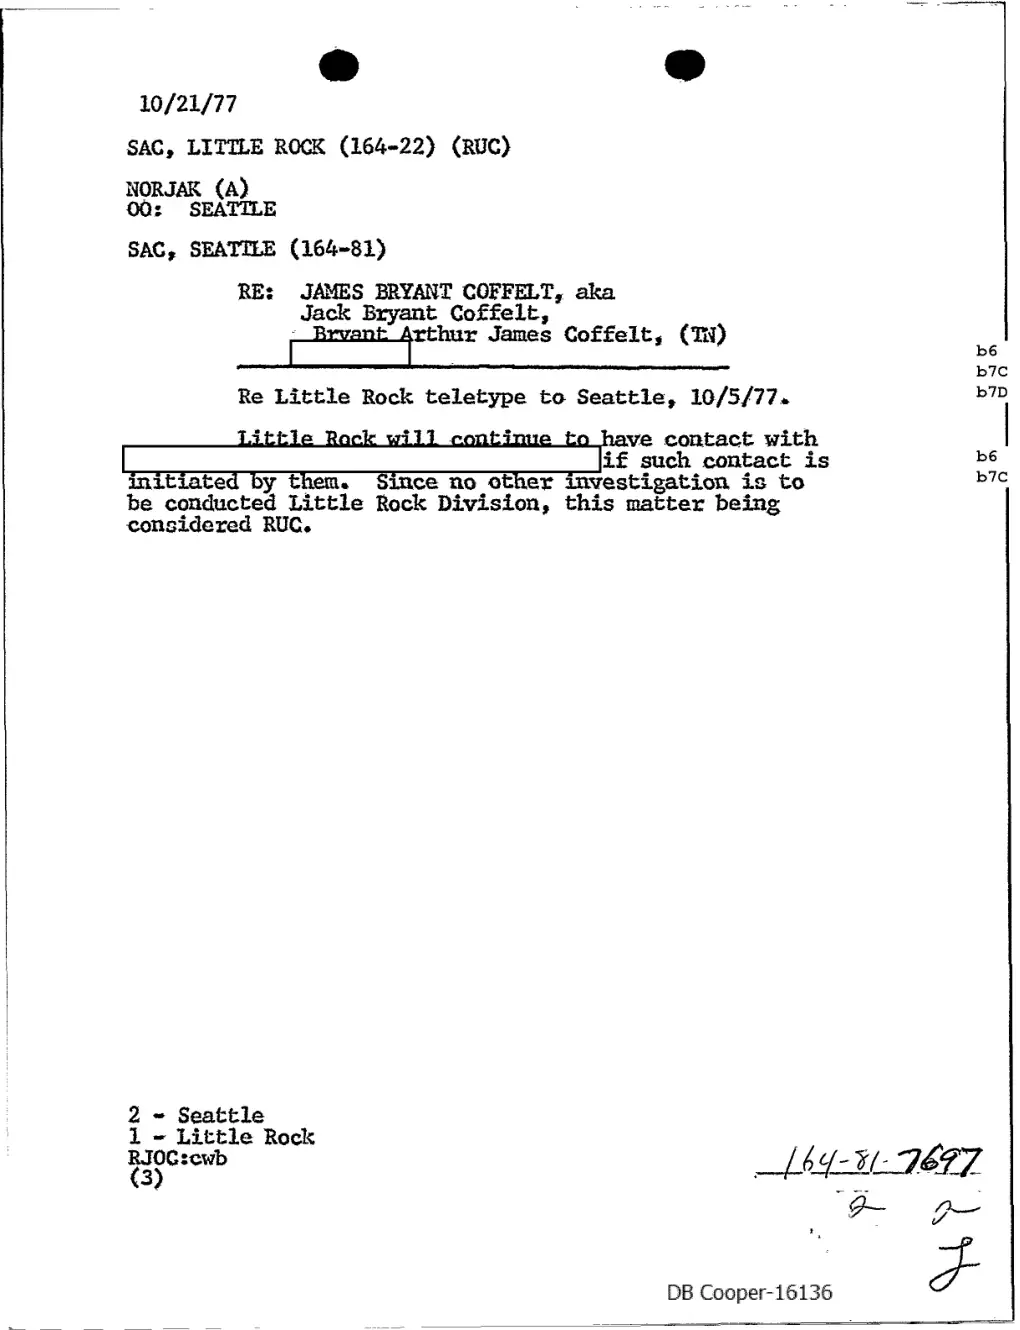 10/21/77
SAC, LITTLE ROCK (164-22) (RUC)
NORJAK (A)
OO: SEATTLE
SAC, SEATTLE (164-81)
RE: JAMES BRYANT COFFELT, aka
Jack Bryant Coffelt,
Bryant Arthur James Coffelt, (TN)
b6
b7C
b7D
Re Little Rock teletype to Seattle, 10/5/77.
Little Rock will continue to have contact with
if such contact is
b6
initiated by them. Since no other investigation is to
b7C
be conducted Little Rock Division, this matter being
considered RUC.
2 - Seattle
1 - Little Rock
RJOC:cwb
(3)
164-81-7697
DB Cooper-16136